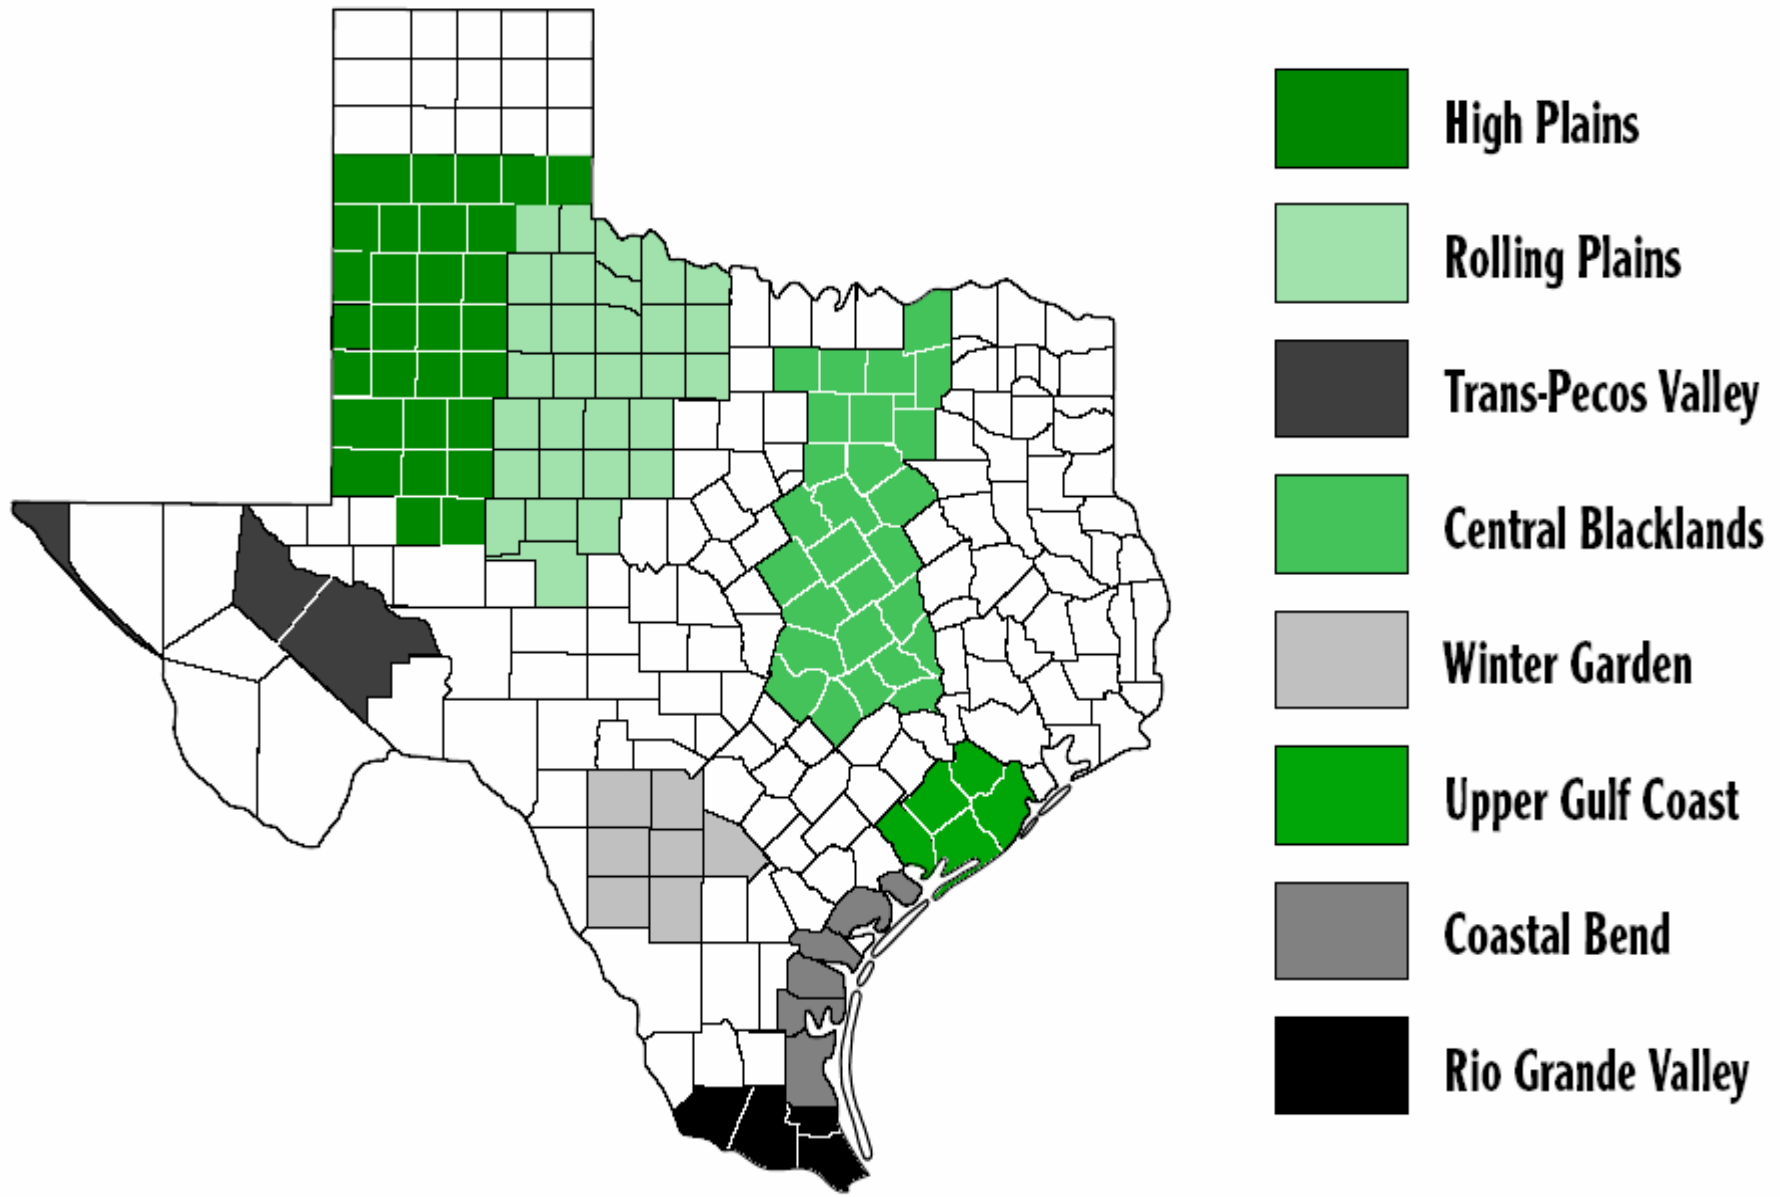 High Plains
Rolling Plains
Trans-Pecos Valley
Central Blacklands
Winter Garden
Upper Gulf Coast
Coastal Bend
Rio Grande Valley